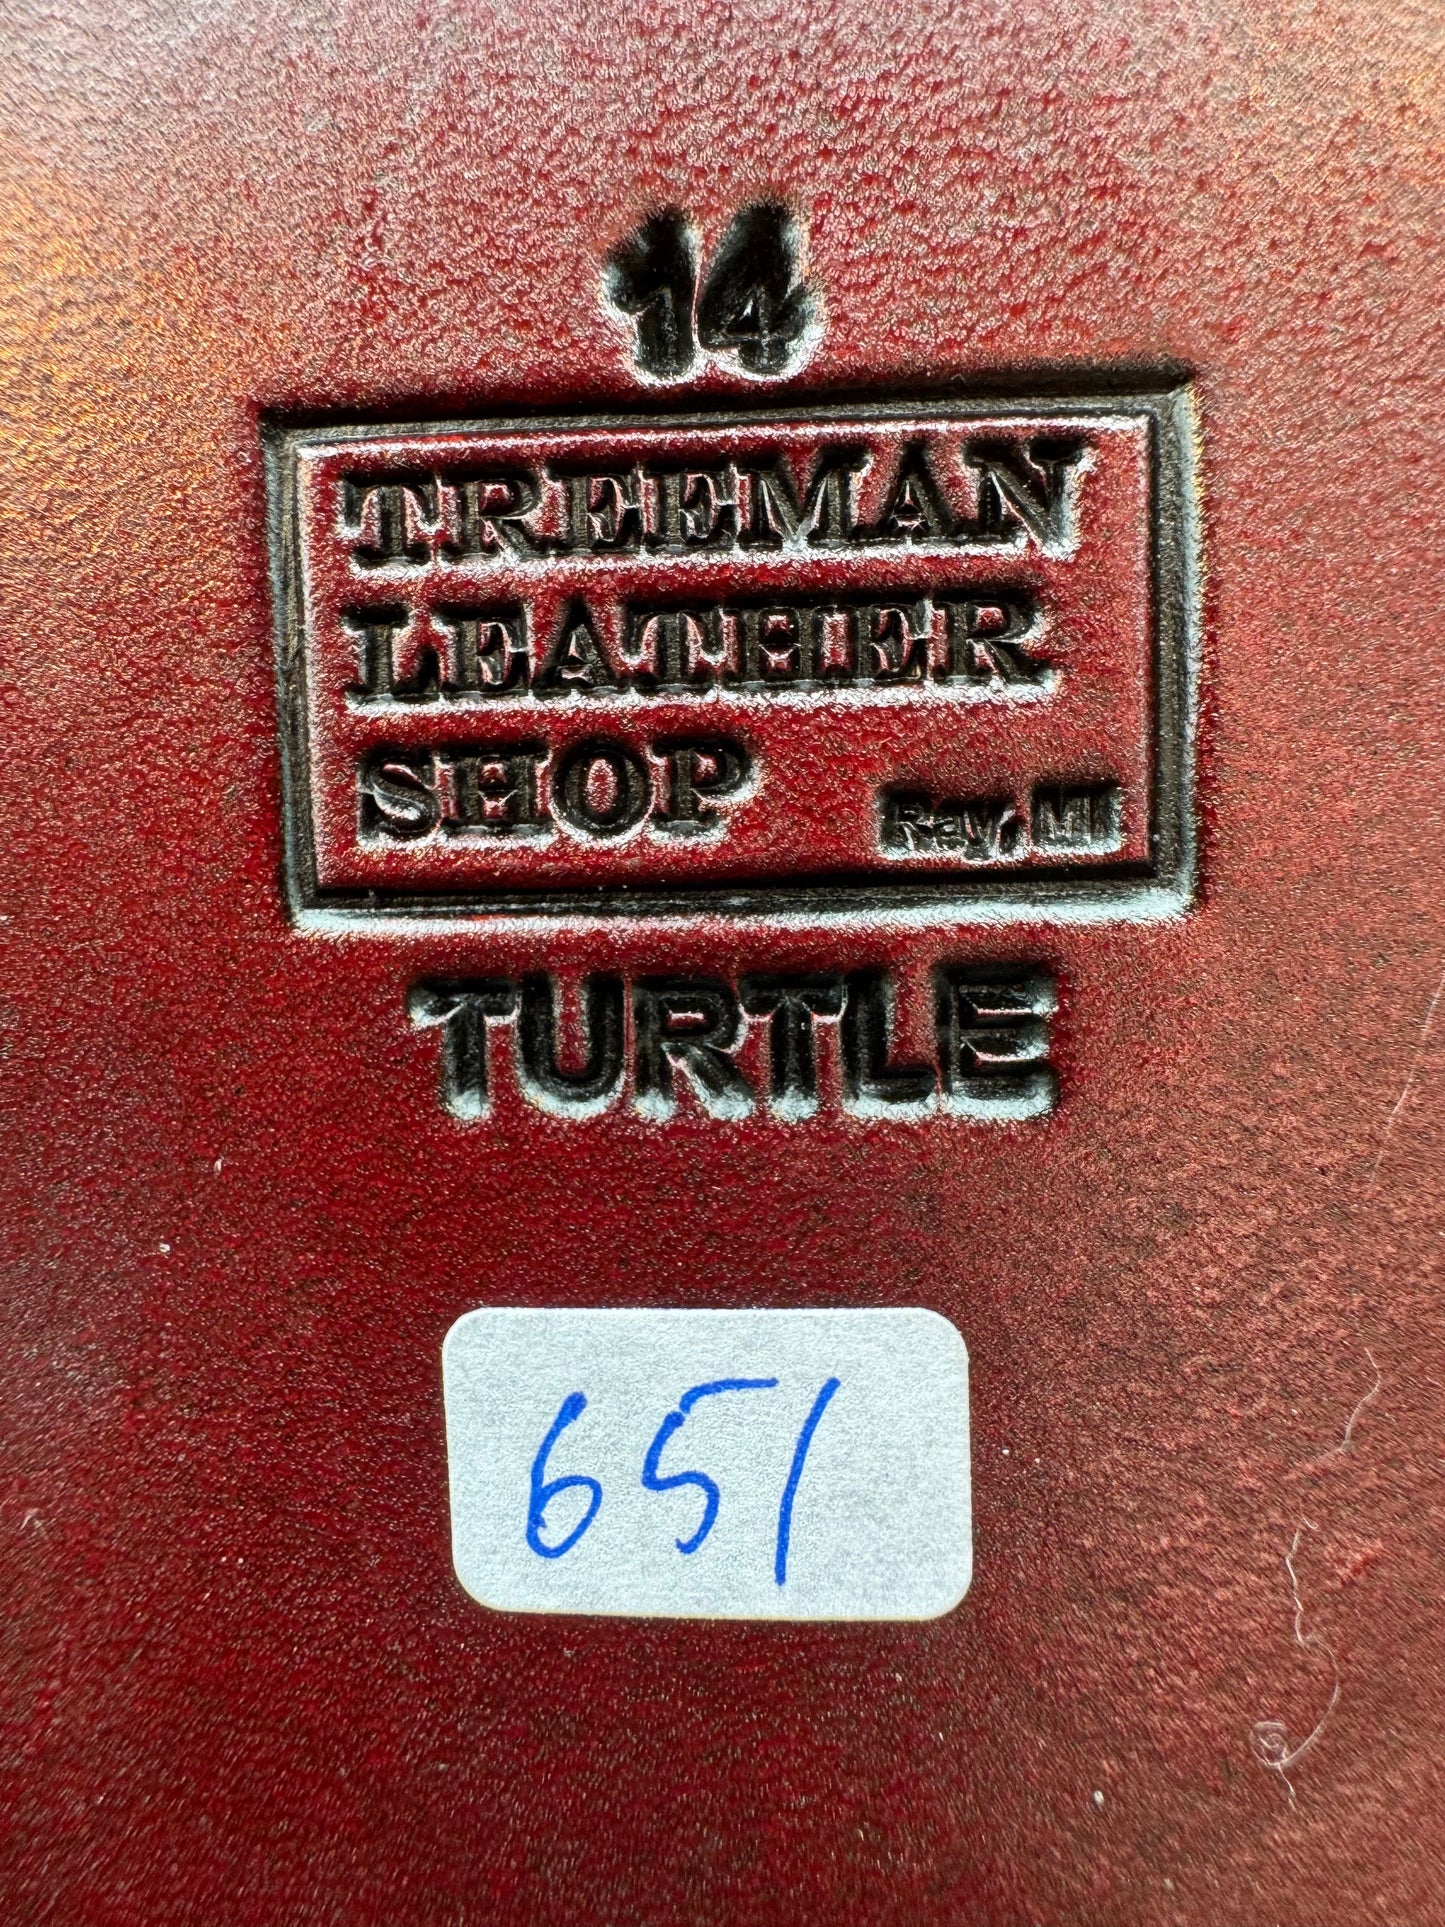 14
TREEMAN
LEATHER
SHOP Ray, MI
TURTLE
651